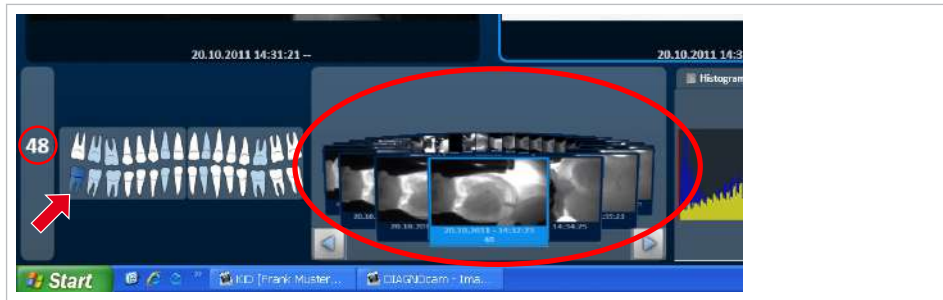 20.10.2011 14:31:21 --
20.10.2011 14:3
Histogram
48
20.10.2011 - 14:32:23
48
14:34:25
Start
KID [Frank Muster...
DIAGNOcam - Ima...